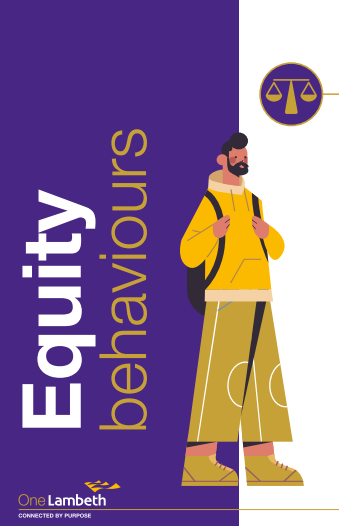 Equity
behaviours
OneLambeth
CONNECTED BY PURPOSE